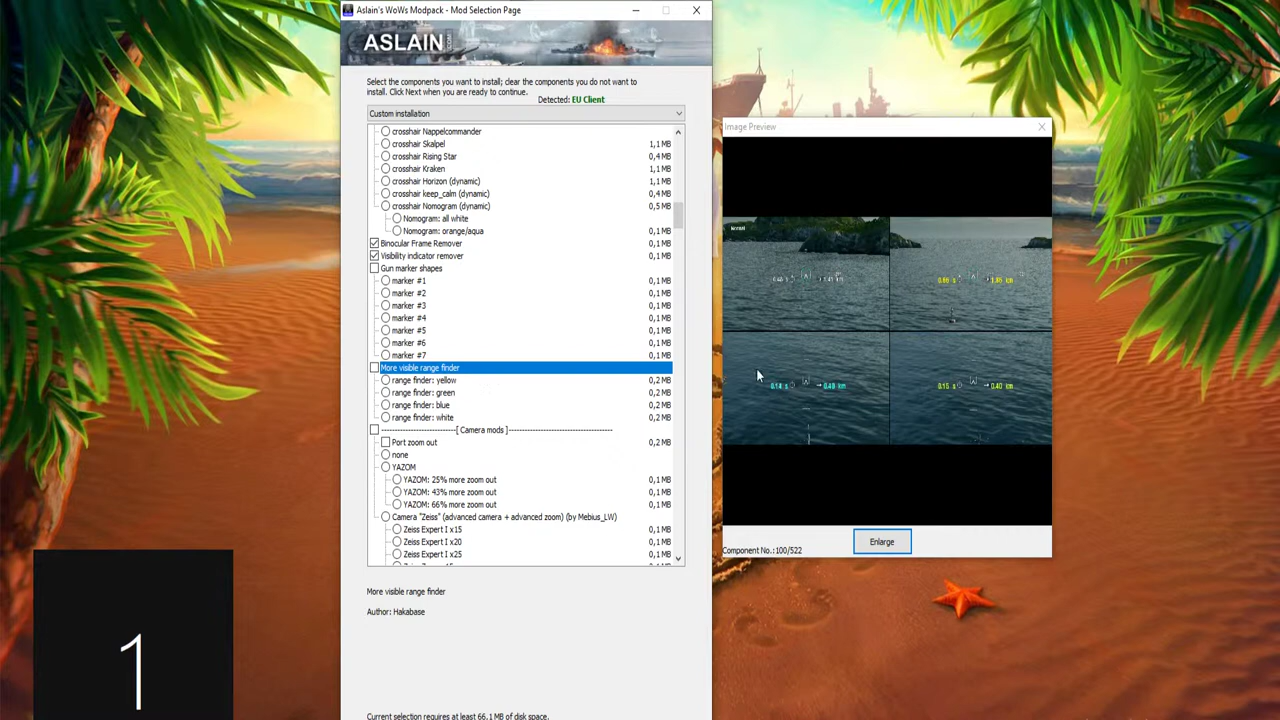 Aslain's WoWs Modpack - Mod Selection Page
ASLAIN
Select the components you want to install; clear the components you do not want to
install. Click Next when you are ready to continue.
Detected: EU Client
Custom installation
crosshair Nappelcommander
crosshair Skalpel 1,1 MB
crosshair Rising Star 0,4 MB
crosshair Kraken 1,1 MB
crosshair Horizon (dynamic) 1,1 MB
crosshair keep_calm (dynamic) 0,4 MB
crosshair Nomogram (dynamic) 0,5 MB
Nomogram: all white
Nomogram: orange/aqua 0,1 MB
Binocular Frame Remover 0,1 MB
Visibility indicator remover 0,1 MB
Gun marker shapes
marker #1 0,1 MB
marker #2 0,1 MB
marker #3 0,1 MB
marker #4 0,1 MB
marker #5 0,1 MB
marker #6 0,1 MB
marker #7 0,1 MB
More visible range finder
range finder: yellow 0,2 MB
range finder: green 0,2 MB
range finder: blue 0,2 MB
range finder: white 0,2 MB
----------------------------[ Camera mods ]----------------------------
Port zoom out 0,2 MB
none
YAZOM
YAZOM: 25% more zoom out 0,1 MB
YAZOM: 43% more zoom out 0,1 MB
YAZOM: 66% more zoom out 0,1 MB
Camera "Zeiss" (advanced camera + advanced zoom) (by Mebius_LW)
Zeiss Expert I x15 0,1 MB
Zeiss Expert I x20 0,1 MB
Zeiss Expert I x25 0,1 MB
More visible range finder
Author: Hakabase
Current selection requires at least 66,1 MB of disk space.
Image Preview
Normal
0.66 s 1.85 km
0.14 s 0.48 km
0.15 s 0.40 km
Enlarge
Component No.:100/522
1